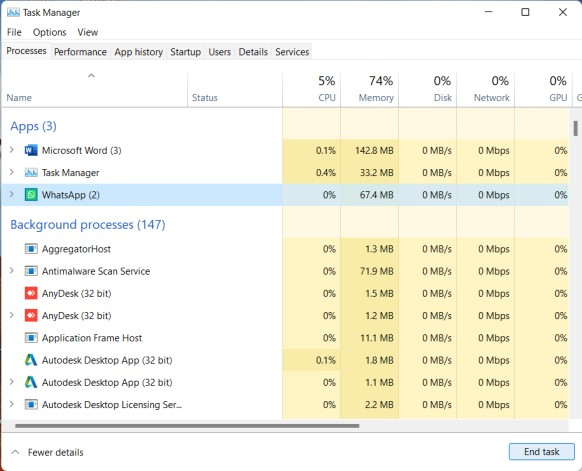 Task Manager
File Options View
Processes Performance App history Startup Users Details Services
5% 74% 0% 0% 0%
Name Status CPU Memory Disk Network GPU G
Apps (3)
Microsoft Word (3) 0.1% 142.8 MB 0 MB/s 0 Mbps 0%
Task Manager 0.4% 33.2 MB 0 MB/s 0 Mbps 0%
WhatsApp (2) 0% 67.4 MB 0 MB/s 0 Mbps 0%
Background processes (147)
AggregatorHost 0% 1.3 MB 0 MB/s 0 Mbps 0%
Antimalware Scan Service 0% 71.9 MB 0 MB/s 0 Mbps 0%
AnyDesk (32 bit) 0% 1.5 MB 0 MB/s 0 Mbps 0%
AnyDesk (32 bit) 0% 1.2 MB 0 MB/s 0 Mbps 0%
Application Frame Host 0% 11.1 MB 0 MB/s 0 Mbps 0%
Autodesk Desktop App (32 bit) 0.1% 1.8 MB 0 MB/s 0 Mbps 0%
Autodesk Desktop App (32 bit) 0% 1.1 MB 0 MB/s 0 Mbps 0%
Autodesk Desktop Licensing Ser... 0% 2.2 MB 0 MB/s 0 Mbps 0%
Fewer details End task